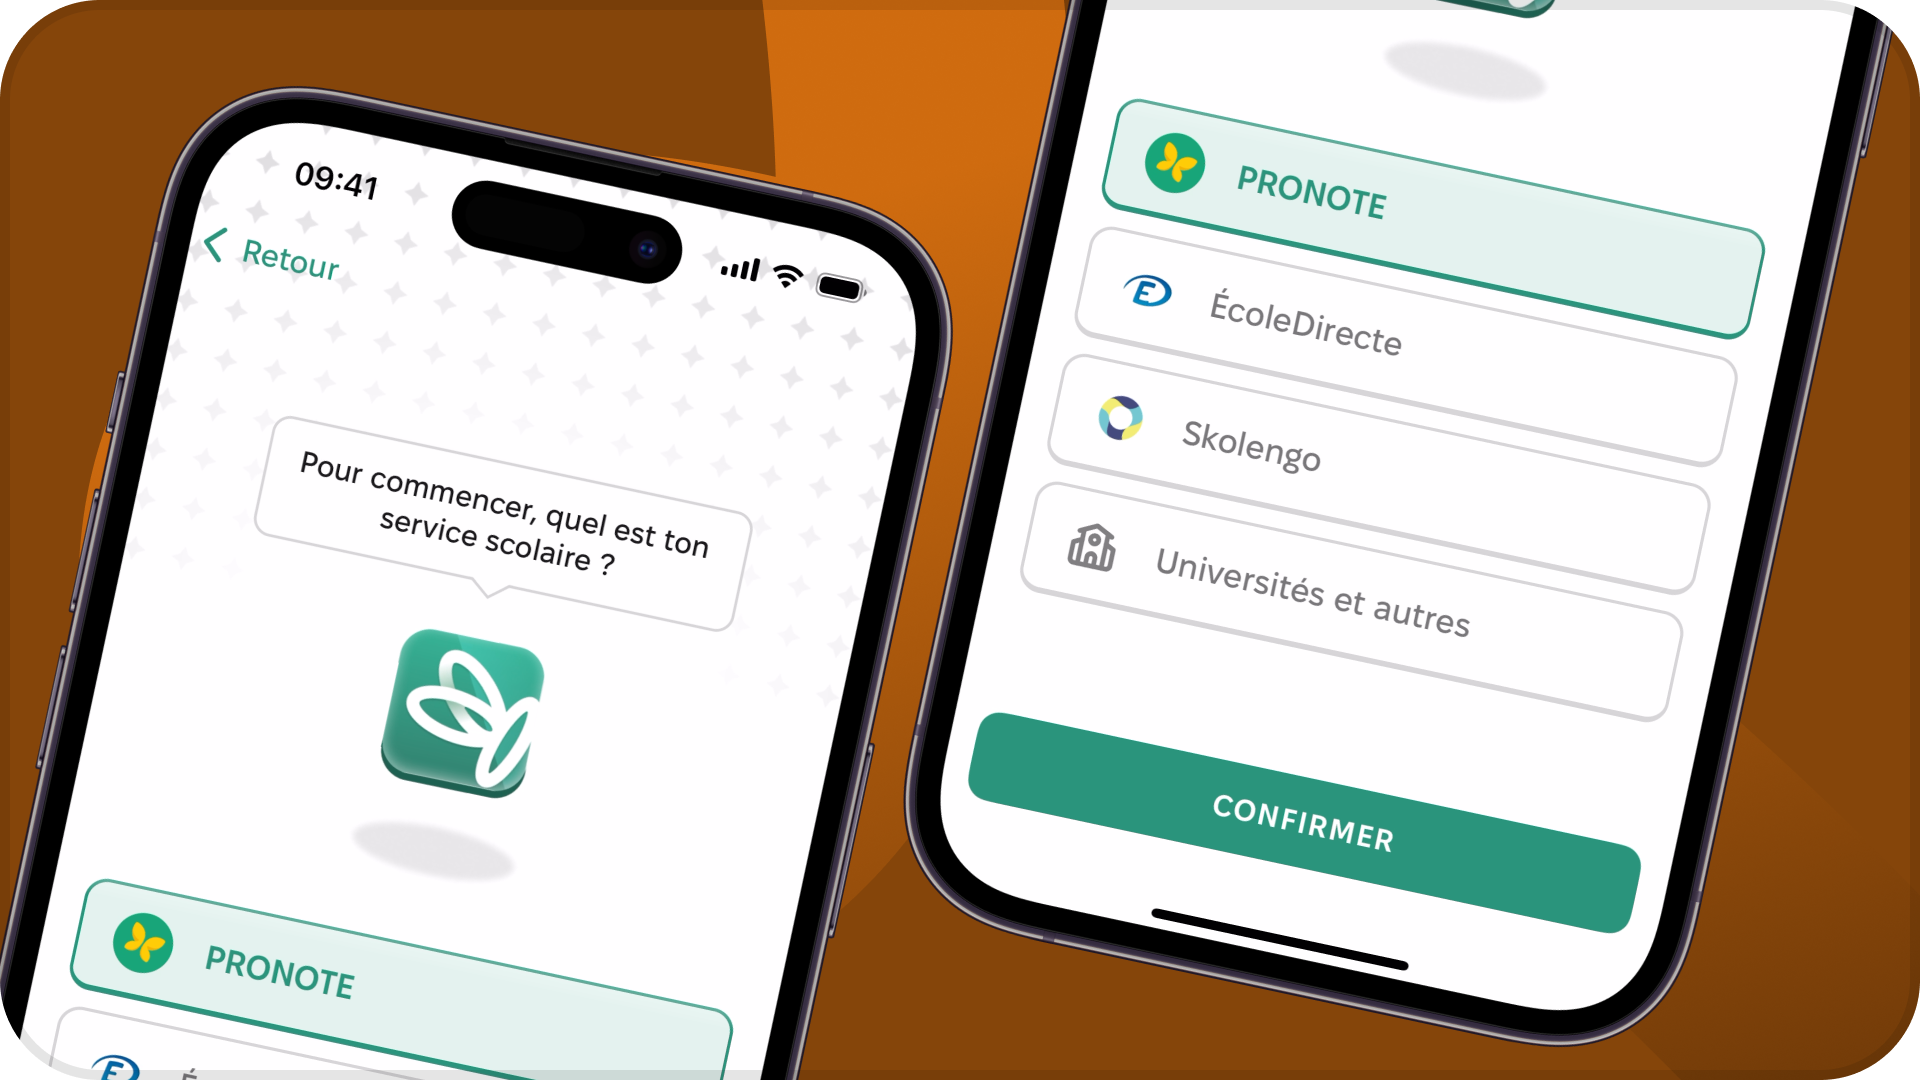 09:41
Retour
Pour commencer, quel est ton
service scolaire ?
PRONOTE
É
PRONOTE
ÉcoleDirecte
Skolengo
Universités et autres
CONFIRMER